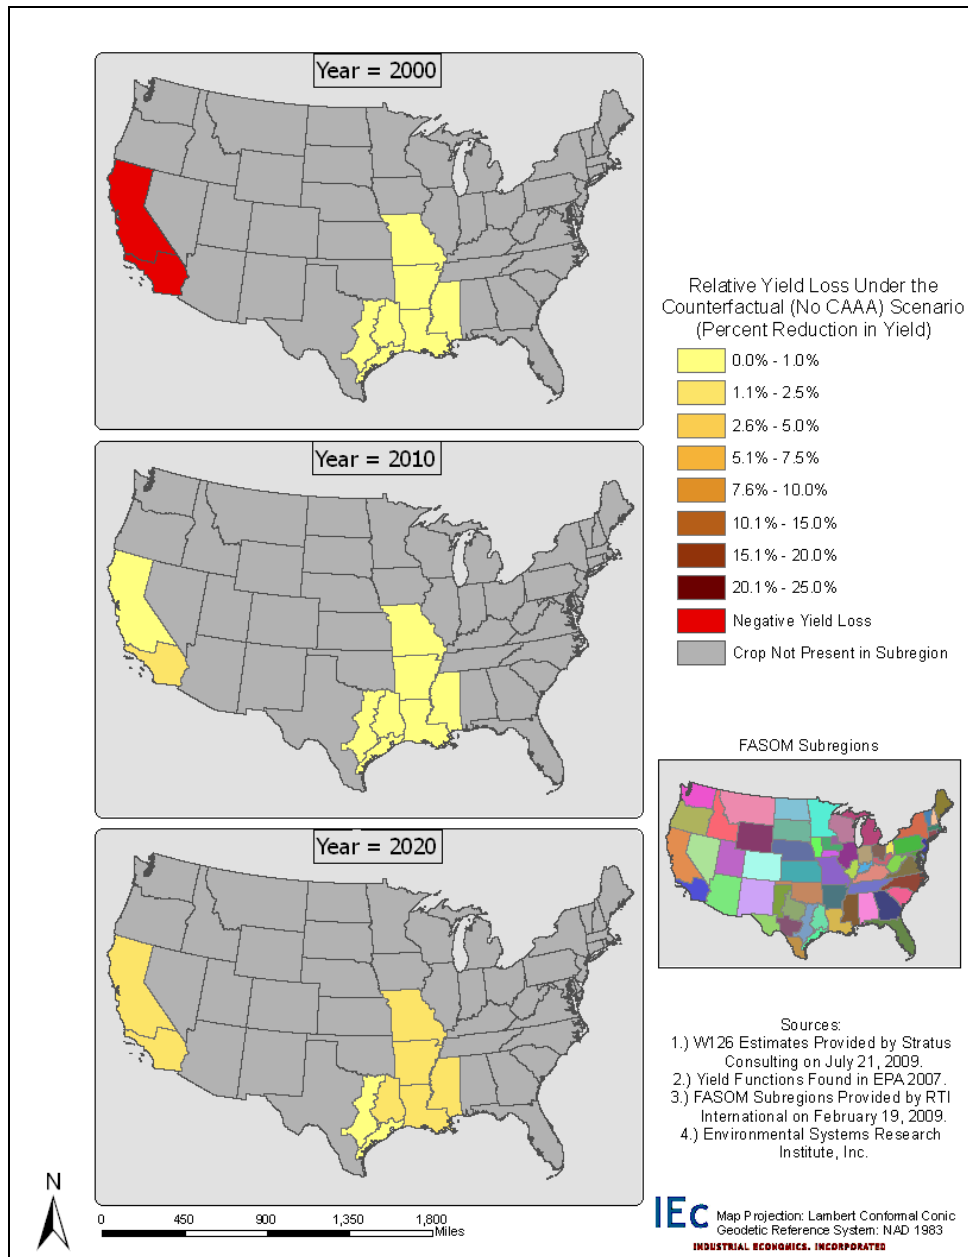 Year = 2000
Year = 2010
Year = 2020
Relative Yield Loss Under the
Counterfactual (No CAAA) Scenario
(Percent Reduction in Yield)
0.0% - 1.0%
1.1% - 2.5%
2.6% - 5.0%
5.1% - 7.5%
7.6% - 10.0%
10.1% - 15.0%
15.1% - 20.0%
20.1% - 25.0%
Negative Yield Loss
Crop Not Present in Subregion
FASOM Subregions
Sources:
1.) W126 Estimates Provided by Stratus
Consulting on July 21, 2009.
2.) Yield Functions Found in EPA 2007.
3.) FASOM Subregions Provided by RTI
International on February 19, 2009.
4.) Environmental Systems Research
Institute, Inc.
N
0 450 900 1,350 1,800
Miles
IEc
Map Projection: Lambert Conformal Conic
Geodetic Reference System: NAD 1983
INDUSTRIAL ECONOMICS, INCORPORATED